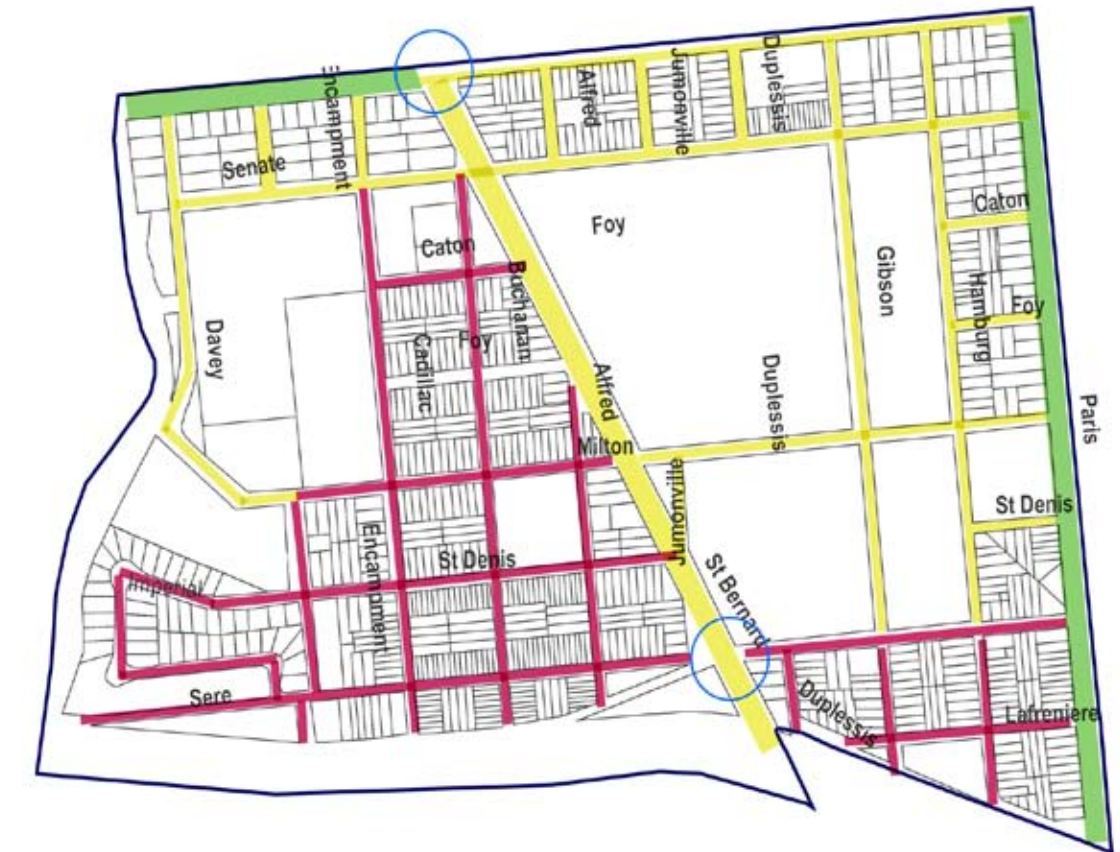 Encampment
Alfred
Jumonville
Duplessis
Senate
Caton
Foy
Caton
Gibson
Hamburg
Foy
Buchanan
Davey
Cadillac
Foy
Alfred
Duplessis
Paris
Milton
Jumonville
St Denis
Encampment
St Denis
Imperial
St Bernard
Sere
Duplessis
Lafreniere